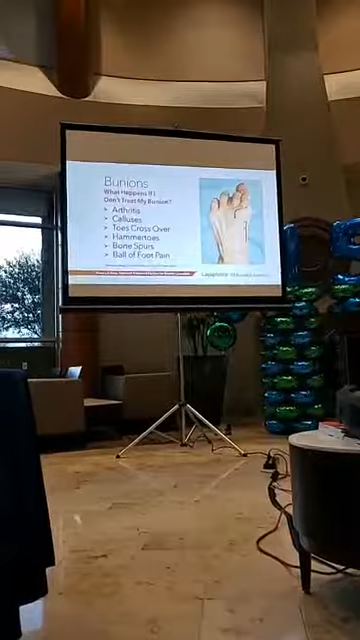 Bunions
What Happens If I
Don't Treat My Bunion?
➤ Arthritis
➤ Calluses
➤ Toes Cross Over
➤ Hammertoes
➤ Bone Spurs
➤ Ball of Foot Pain